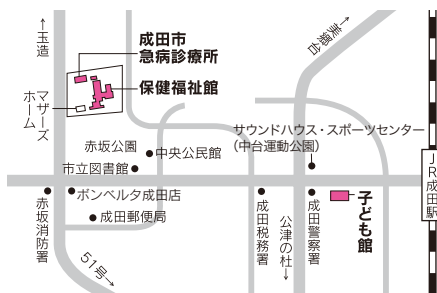 ←玉造
成田市
急病診療所
保健福祉館
マザーズ
ホーム
←美郷台
赤坂公園
中央公民館
市立図書館
サウンドハウス・スポーツセンター
(中台運動公園)
JR成田駅
赤坂消防署
ボンベルタ成田店
成田郵便局
51号→
成田税務署
公津の杜→
成田警察署
子ども館